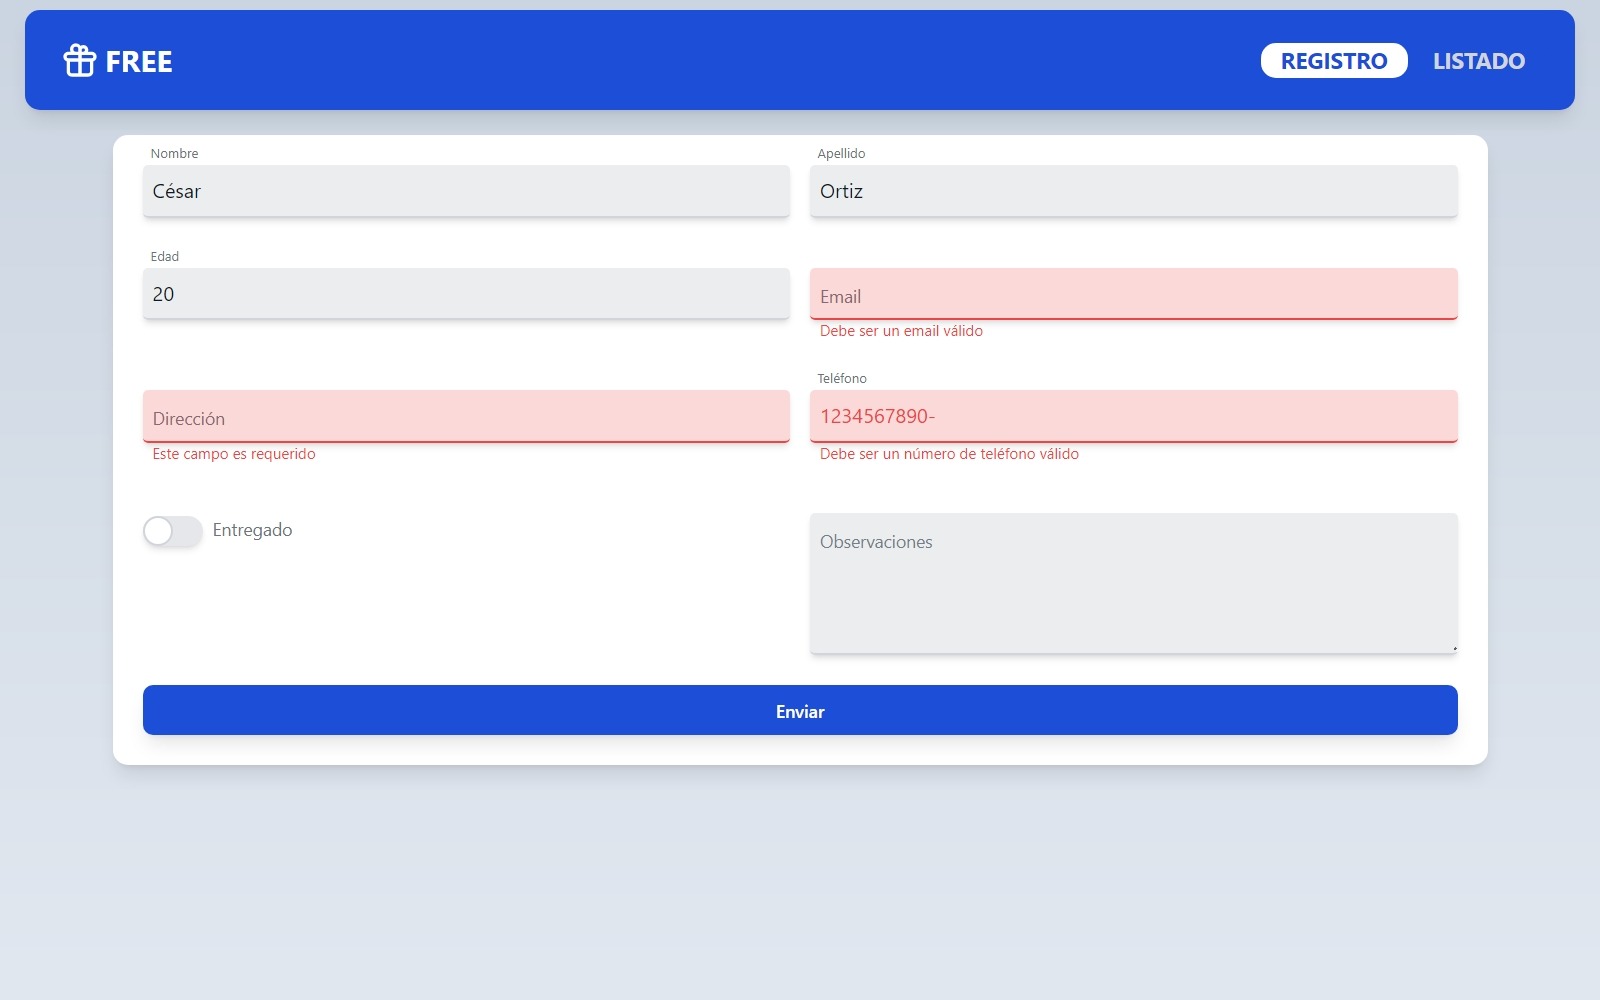 FREE
REGISTRO LISTADO
Nombre
César
Apellido
Ortiz
Edad
20
Email
Debe ser un email válido
Dirección
Este campo es requerido
Teléfono
1234567890-
Debe ser un número de teléfono válido
Entregado
Observaciones
Enviar